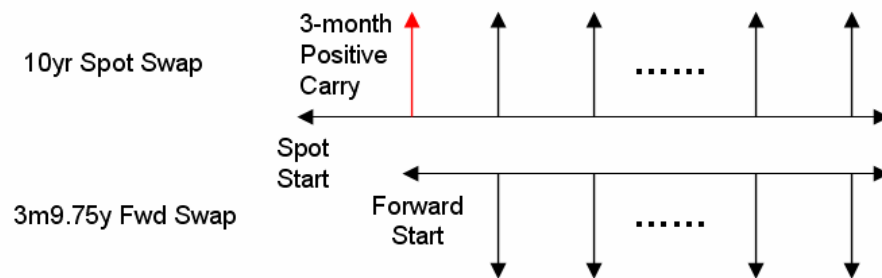 3-month
Positive
Carry
10yr Spot Swap
......
Spot
Start
Forward
Start
3m9.75y Fwd Swap
......